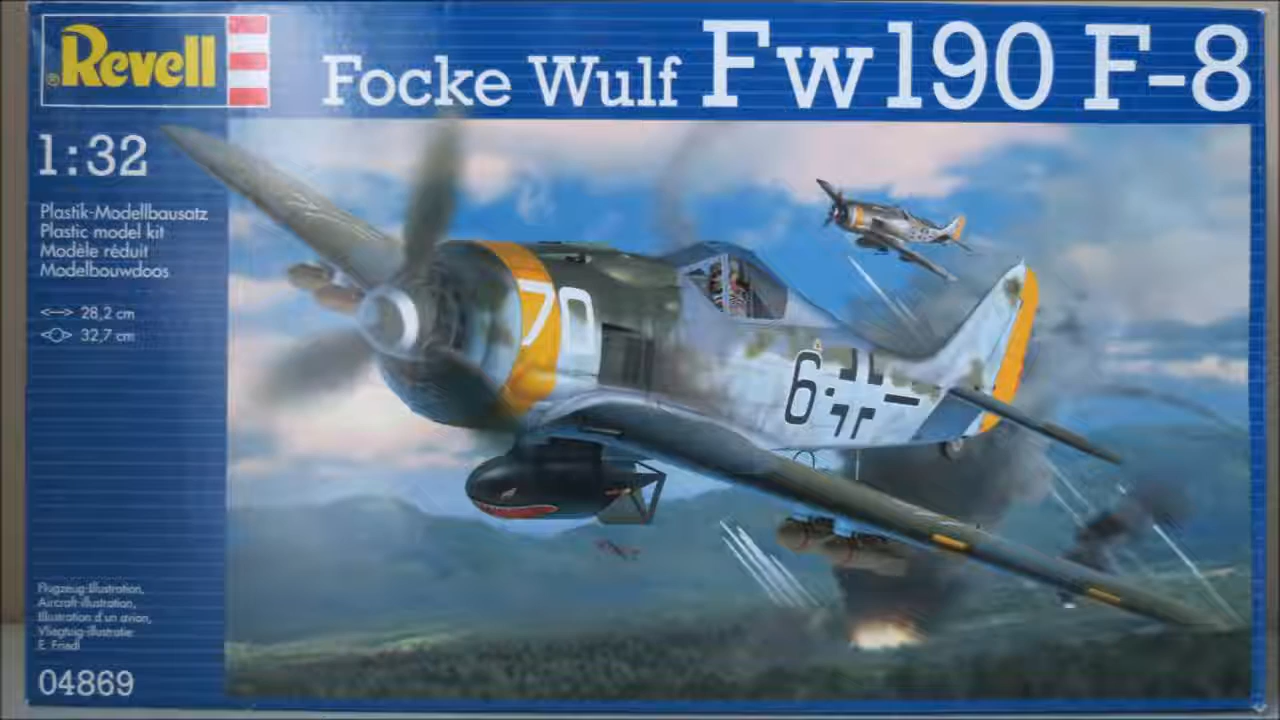 ® Revell
Focke Wulf Fw190 F-8
1:32
Plastik-Modellbausatz
Plastic model kit
Modèle réduit
Modelbouwdoos
28,2 cm
32,7 cm
70
6
Flugzeug-Illustration,
Aircraft-illustration,
Illustration d'un avion,
Vliegtuig-illustratie:
E. Friedl
04869